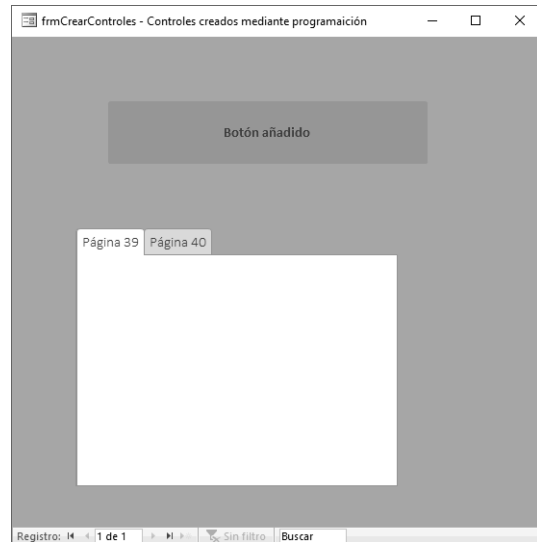 frmCrearControles - Controles creados mediante programaición
Botón añadido
Página 39 Página 40
Registro: 1 de 1 Sin filtro Buscar